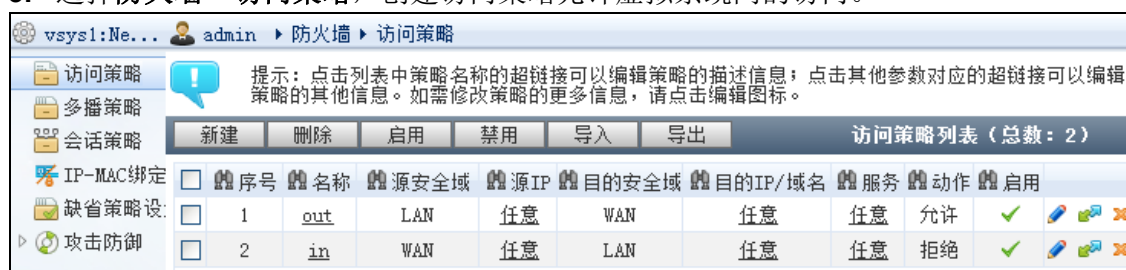 vsys1:Ne... admin 防火墙 访问策略
访问策略
多播策略
会话策略
IP-MAC绑定
缺省策略设
攻击防御
提示: 点击列表中策略名称的超链接可以编辑策略的描述信息; 点击其他参数对应的超链接可以编辑
策略的其他信息。如需修改策略的更多信息, 请点击编辑图标。
新建 删除 启用 禁用 导入 导出 访问策略列表 (总数: 2)
序号 名称 源安全域 源IP 目的安全域 目的IP/域名 服务 动作 启用
1 out LAN 任意 WAN 任意 任意 允许
2 in WAN 任意 LAN 任意 任意 拒绝